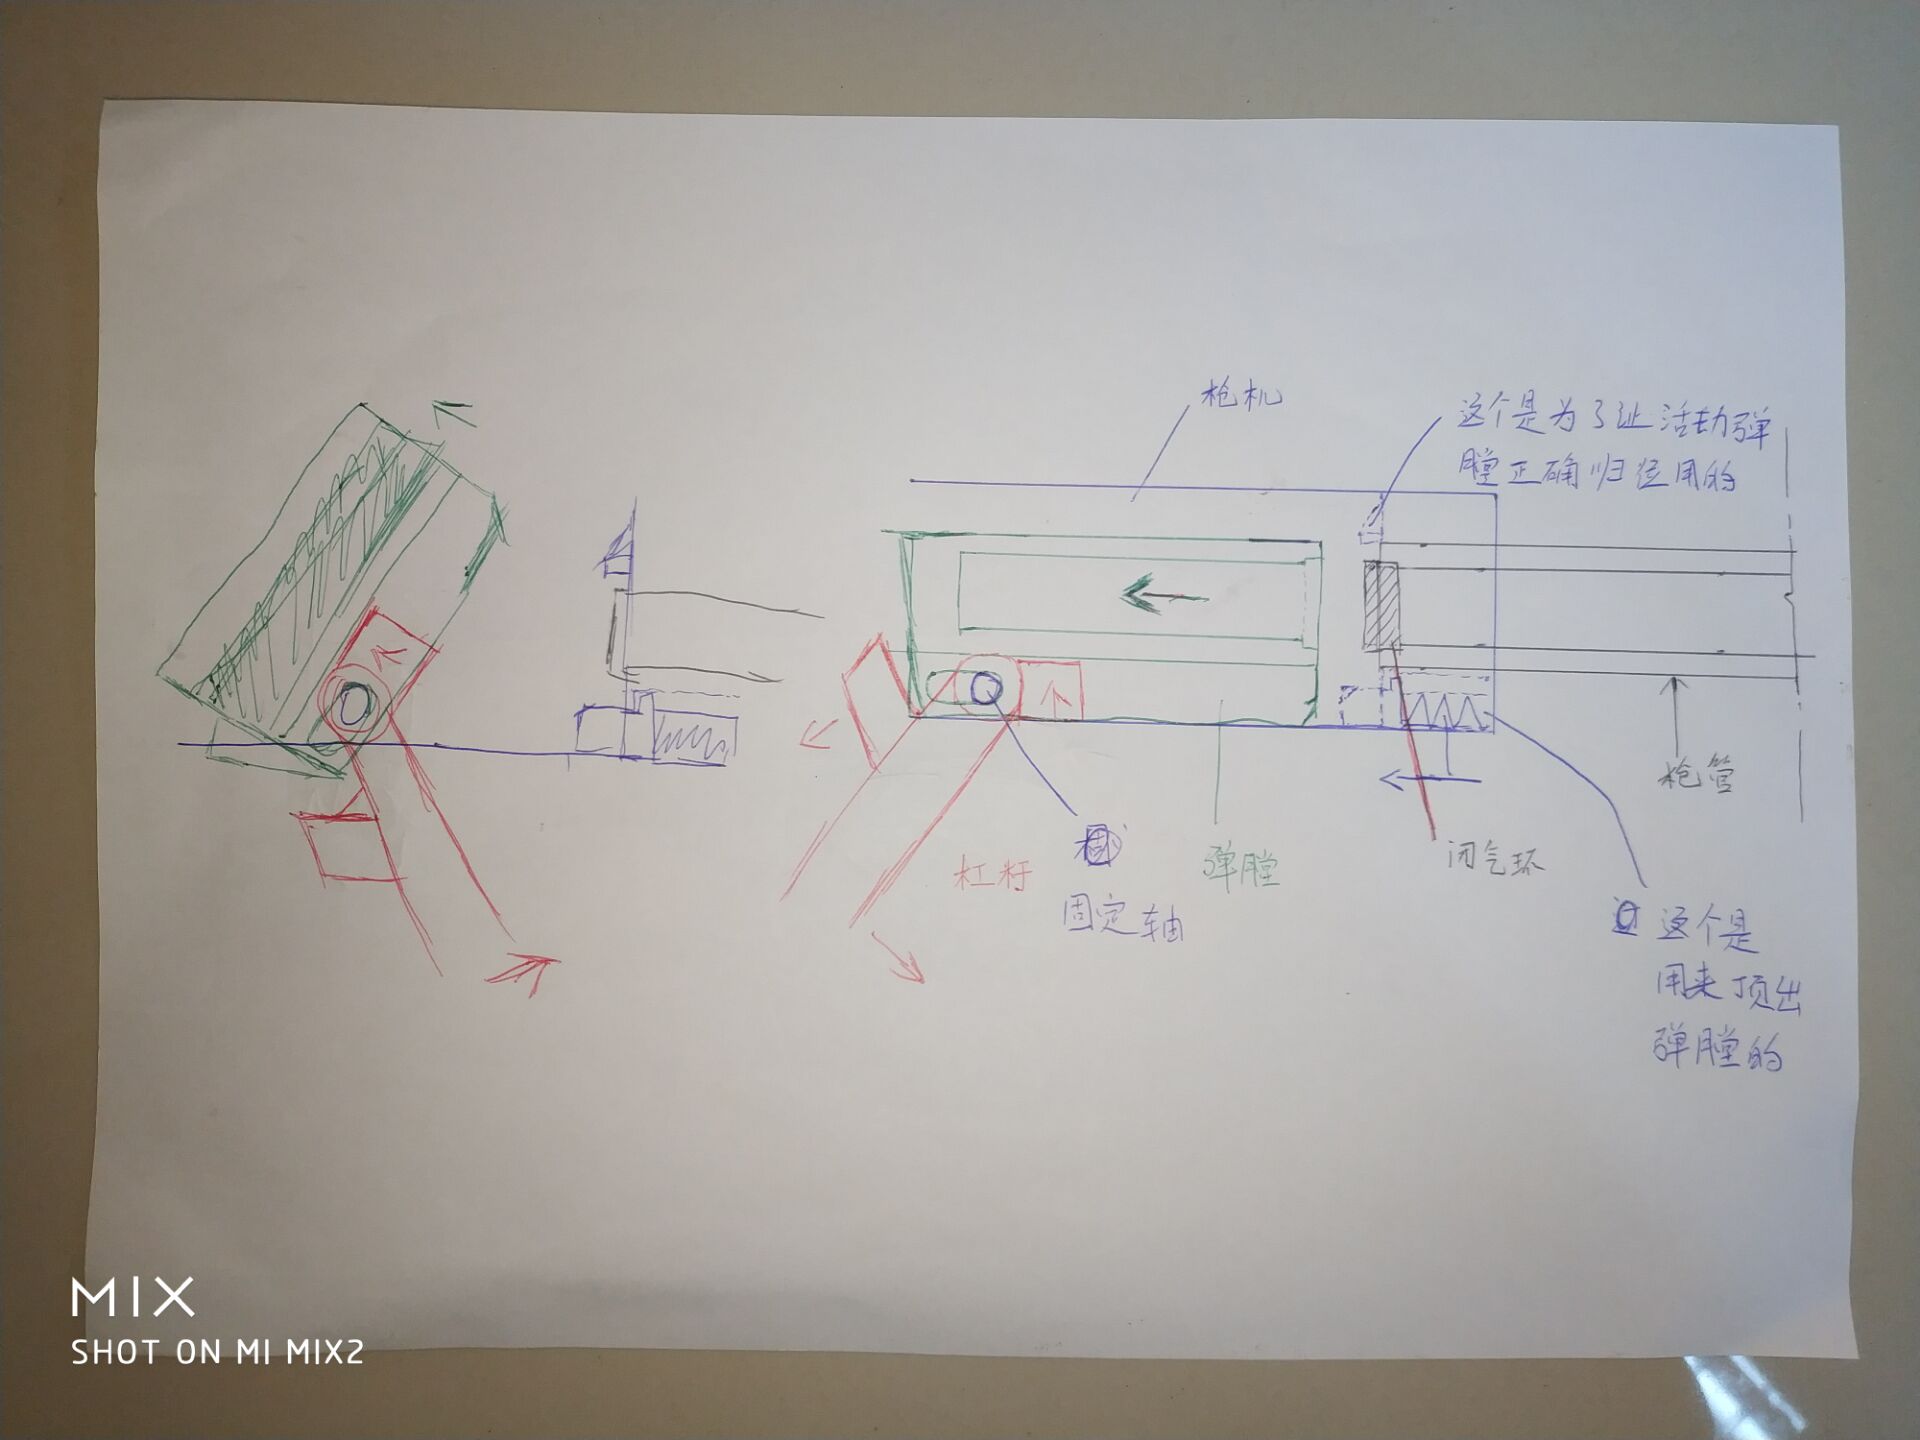 枪机
这个是为了让活动弹
膛正确归位用的
枪管
固定轴
杠杆
弹膛
闭气环
这个是
用来顶出
弹膛的
MIX
SHOT ON MI MIX2